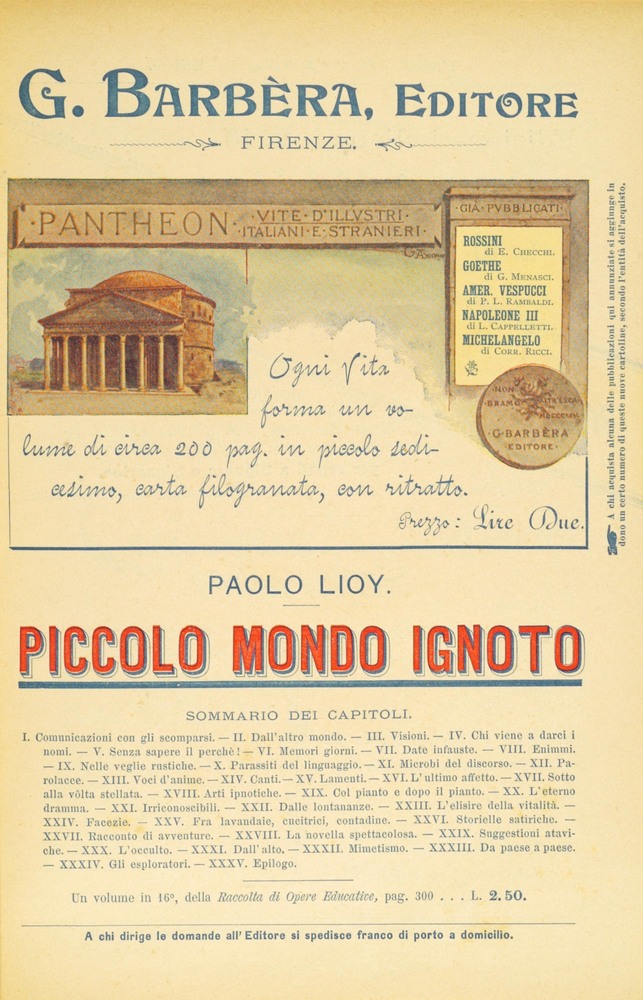 G. BARBÈRA, EDITORE
FIRENZE.
·PANTHEON·
·VITE·D'ILLVSTRI·
·ITALIANI·E·STRANIERI·
·GIÀ·PVBBLICATI·
ROSSINI
di E. CHECCHI.
GOETHE
di G. MENASCI.
AMER. VESPUCCI
di P. L. RAMBALDI.
NAPOLEONE III
di L. CAPPELLETTI.
MICHELANGELO
di CORR. RICCI.
·NON·
BRAMO
ALTR'ESCA
G·BARBÈRA
EDITORE·
Ogni Vita
forma un vo-
lume di circa 200 pag. in piccolo sedi-
cesimo, carta filogranata, con ritratto.
Prezzo: Lire Due.
A chi acquista alcuna delle pubblicazioni qui annunziate si aggiunge in
dono un certo numero di queste nuove cartoline, secondo l'entità dell'acquisto.
PAOLO LIOY.
PICCOLO MONDO IGNOTO
SOMMARIO DEI CAPITOLI.
I. Comunicazioni con gli scomparsi. — II. Dall'altro mondo. — III. Visioni. — IV. Chi viene a darci i
nomi. — V. Senza sapere il perchè! — VI. Memori giorni. — VII. Date infauste. — VIII. Enimmi.
— IX. Nelle veglie rustiche. — X. Parassiti del linguaggio. — XI. Microbi del discorso. — XII. Pa-
rolacce. — XIII. Voci d'anime. — XIV. Canti. — XV. Lamenti. — XVI. L'ultimo affetto. — XVII. Sotto
alla vôlta stellata. — XVIII. Arti ipnotiche. — XIX. Col pianto e dopo il pianto. — XX. L'eterno
dramma. — XXI. Irriconoscibili. — XXII. Dalle lontananze. — XXIII. L'elisire della vitalità. —
XXIV. Facezie. — XXV. Fra lavandaie, cucitrici, contadine. — XXVI. Storielle satiriche. —
XXVII. Racconto di avventure. — XXVIII. La novella spettacolosa. — XXIX. Suggestioni atavi-
che. — XXX. L'occulto. — XXXI. Dall'alto. — XXXII. Mimetismo. — XXXIII. Da paese a paese.
— XXXIV. Gli esploratori. — XXXV. Epilogo.
Un volume in 16°, della Raccolta di Opere Educative, pag. 300 . . . L. 2.50.
A chi dirige le domande all'Editore si spedisce franco di porto a domicilio.